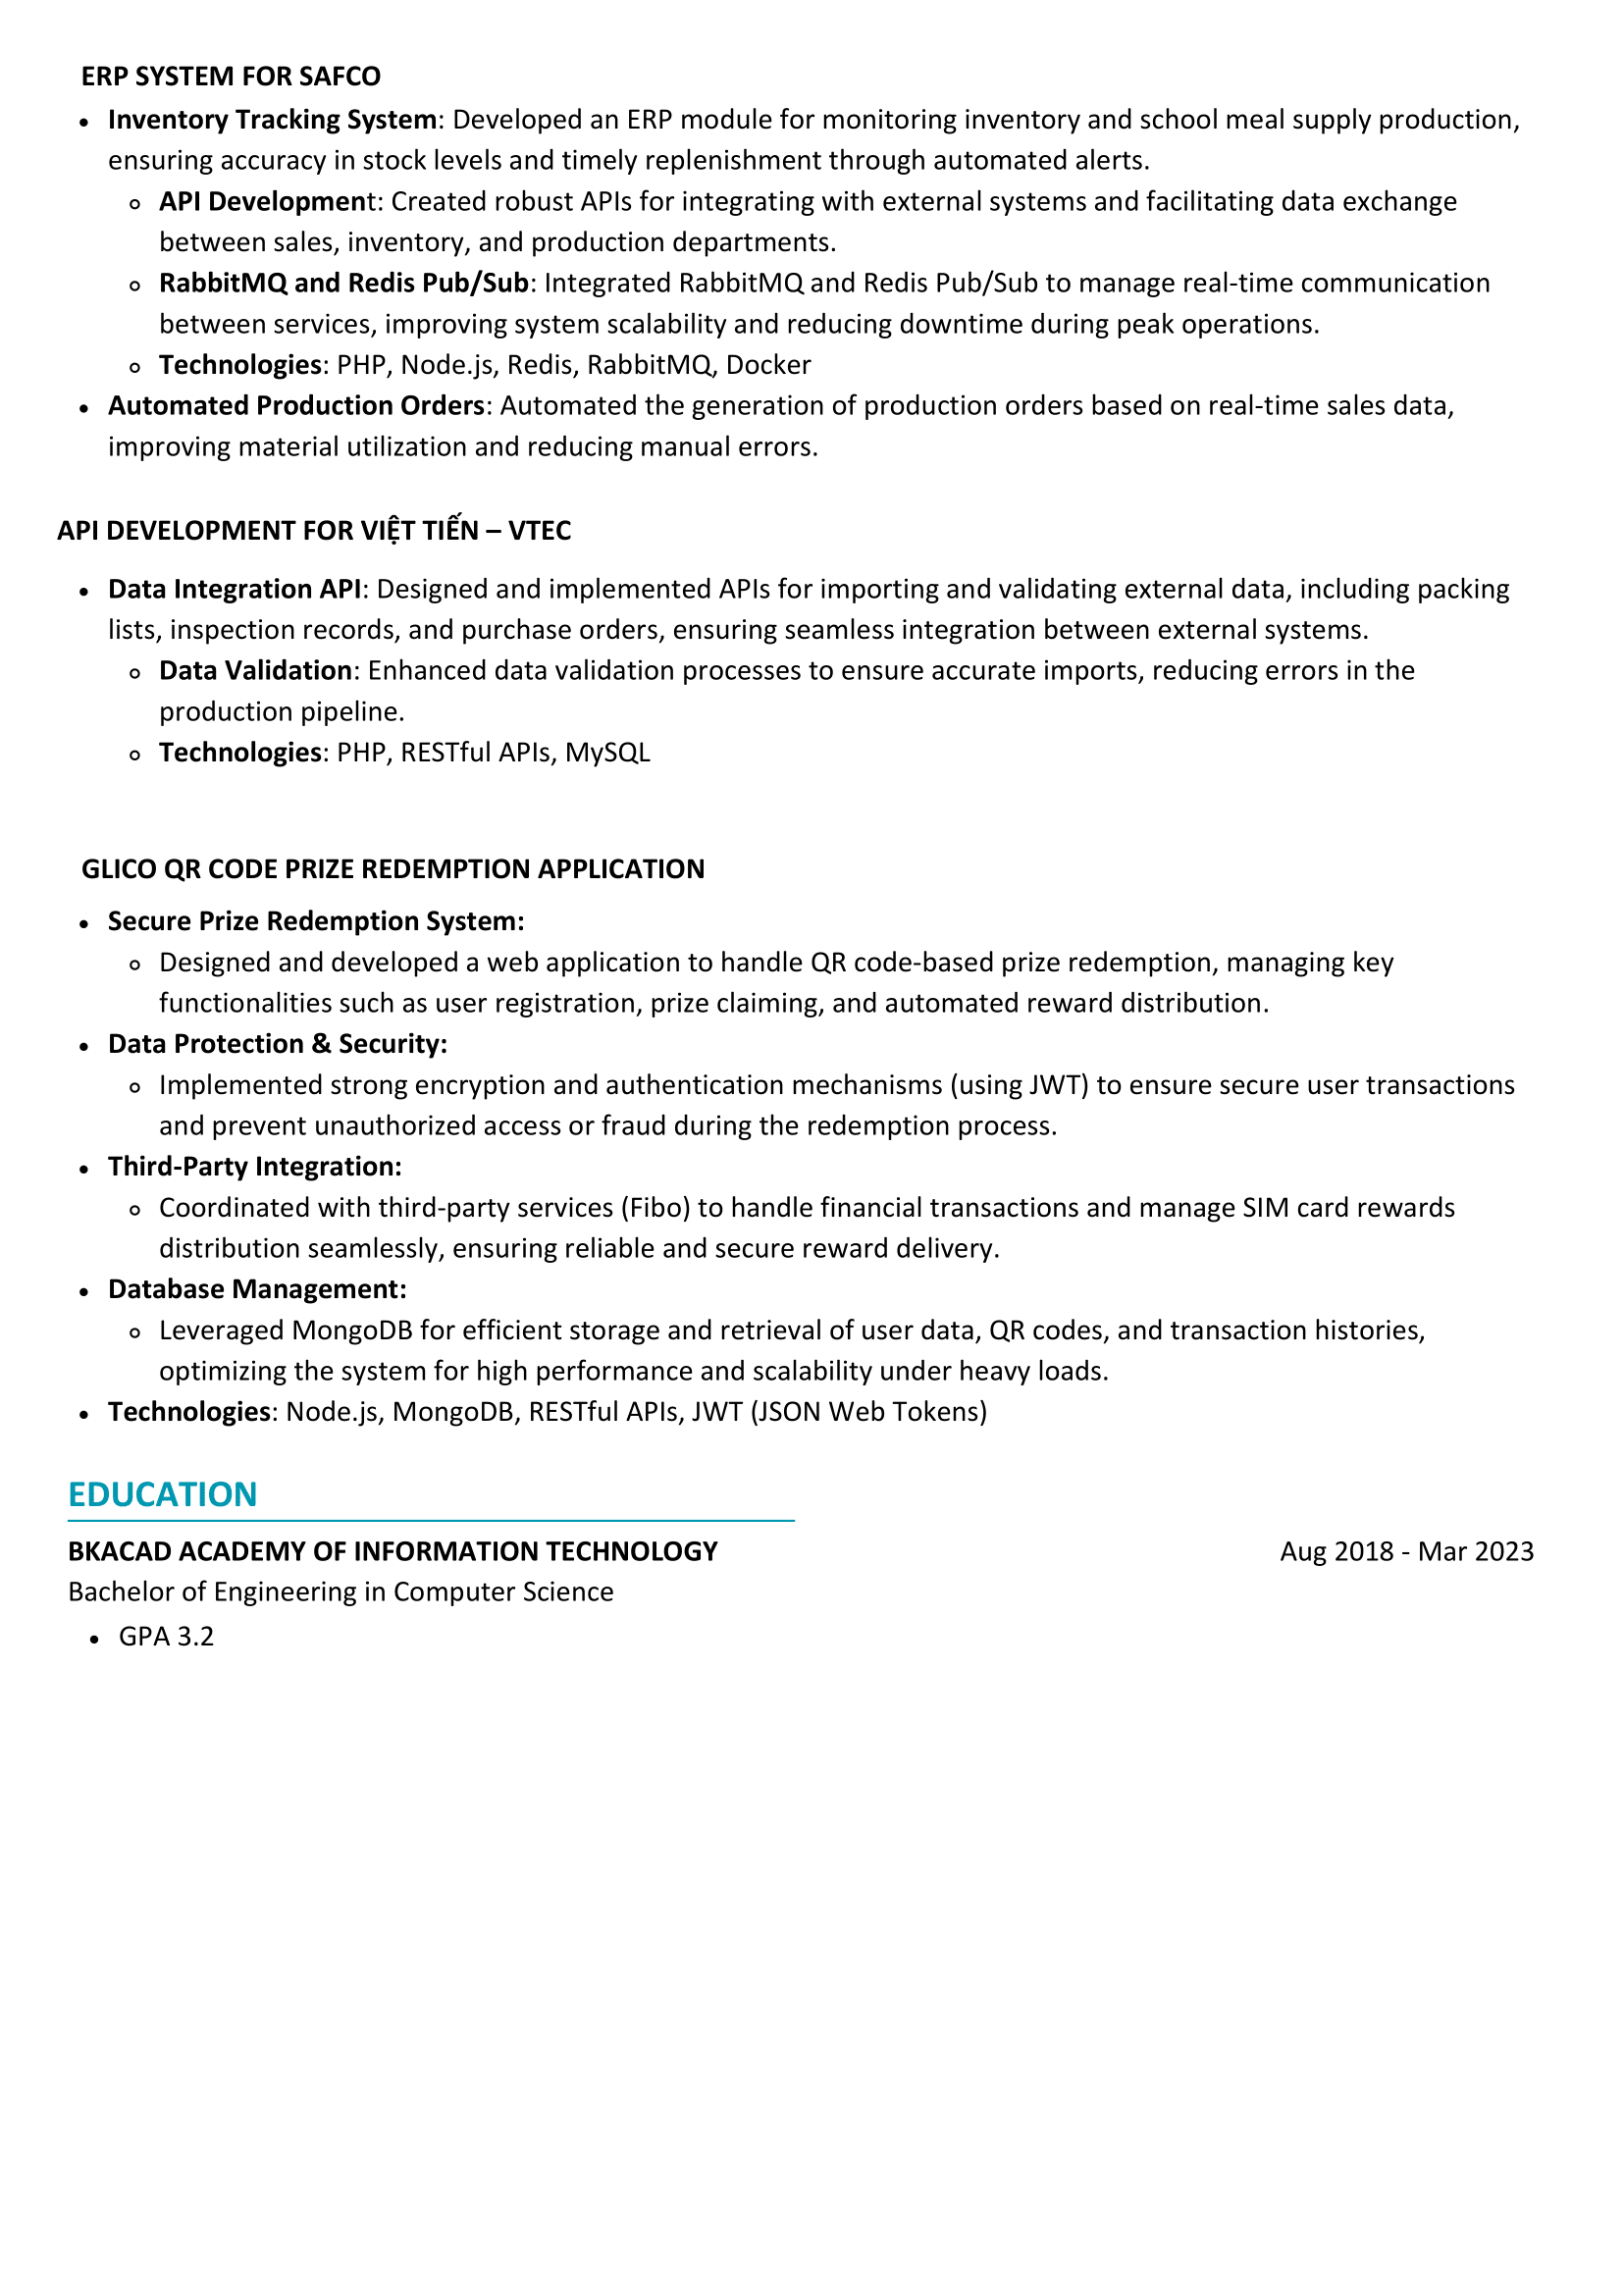 ERP SYSTEM FOR SAFCO
• Inventory Tracking System: Developed an ERP module for monitoring inventory and school meal supply production,
ensuring accuracy in stock levels and timely replenishment through automated alerts.
o API Development: Created robust APIs for integrating with external systems and facilitating data exchange
between sales, inventory, and production departments.
o RabbitMQ and Redis Pub/Sub: Integrated RabbitMQ and Redis Pub/Sub to manage real-time communication
between services, improving system scalability and reducing downtime during peak operations.
o Technologies: PHP, Node.js, Redis, RabbitMQ, Docker
• Automated Production Orders: Automated the generation of production orders based on real-time sales data,
improving material utilization and reducing manual errors.
API DEVELOPMENT FOR VIỆT TIẾN – VTEC
• Data Integration API: Designed and implemented APIs for importing and validating external data, including packing
lists, inspection records, and purchase orders, ensuring seamless integration between external systems.
o Data Validation: Enhanced data validation processes to ensure accurate imports, reducing errors in the
production pipeline.
o Technologies: PHP, RESTful APIs, MySQL
GLICO QR CODE PRIZE REDEMPTION APPLICATION
• Secure Prize Redemption System:
o Designed and developed a web application to handle QR code-based prize redemption, managing key
functionalities such as user registration, prize claiming, and automated reward distribution.
• Data Protection & Security:
o Implemented strong encryption and authentication mechanisms (using JWT) to ensure secure user transactions
and prevent unauthorized access or fraud during the redemption process.
• Third-Party Integration:
o Coordinated with third-party services (Fibo) to handle financial transactions and manage SIM card rewards
distribution seamlessly, ensuring reliable and secure reward delivery.
• Database Management:
o Leveraged MongoDB for efficient storage and retrieval of user data, QR codes, and transaction histories,
optimizing the system for high performance and scalability under heavy loads.
• Technologies: Node.js, MongoDB, RESTful APIs, JWT (JSON Web Tokens)
EDUCATION
BKACAD ACADEMY OF INFORMATION TECHNOLOGY Aug 2018 - Mar 2023
Bachelor of Engineering in Computer Science
• GPA 3.2